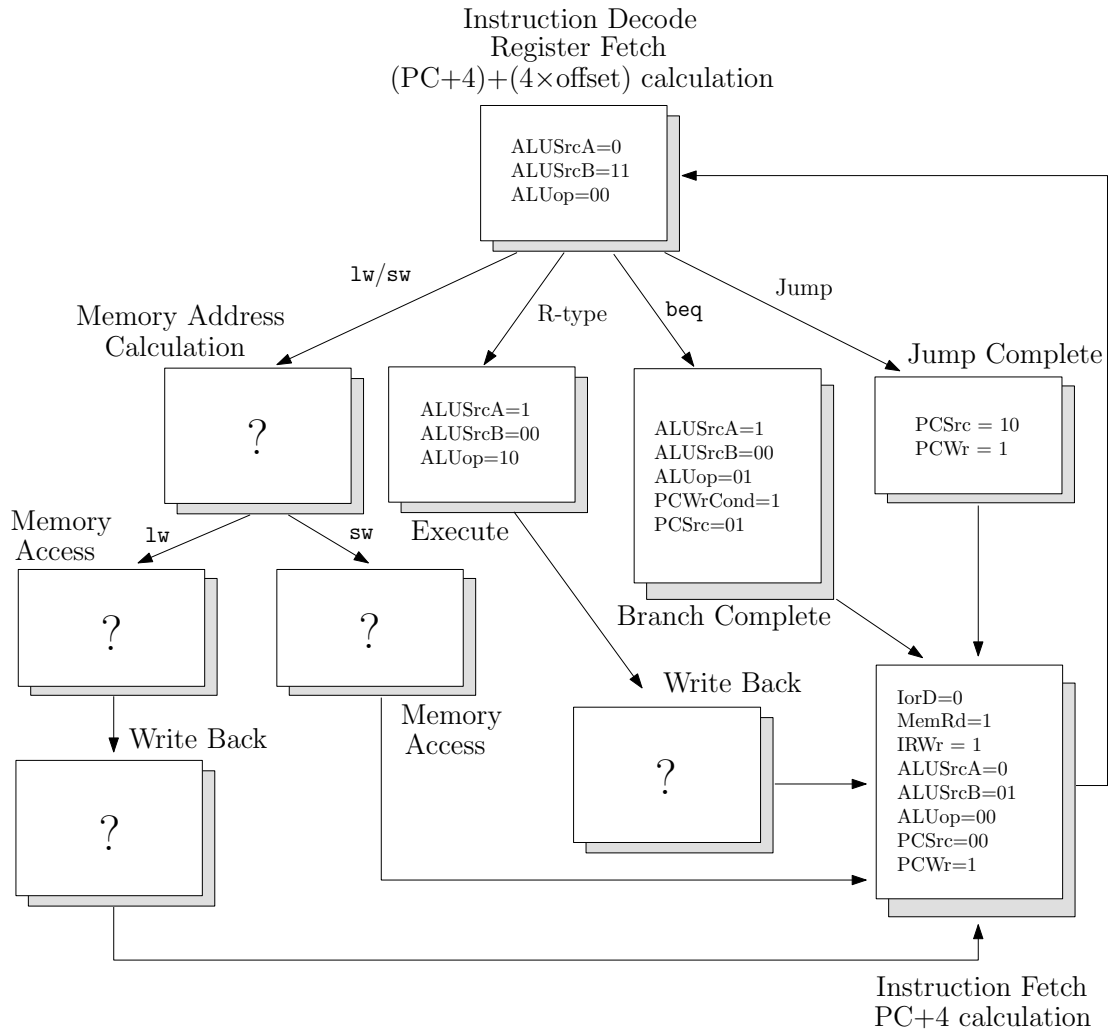 Instruction Decode
Register Fetch
(PC+4)+(4×offset) calculation
ALUSrcA=0
ALUSrcB=11
ALUop=00
lw/sw
R-type
beq
Jump
Memory Address
Calculation
?
ALUSrcA=1
ALUSrcB=00
ALUop=10
Execute
ALUSrcA=1
ALUSrcB=00
ALUop=01
PCWrCond=1
PCSrc=01
Branch Complete
Jump Complete
PCSrc = 10
PCWr = 1
Memory
Access
lw
sw
?
?
Memory
Access
Write Back
?
Write Back
?
IorD=0
MemRd=1
IRWr = 1
ALUSrcA=0
ALUSrcB=01
ALUop=00
PCSrc=00
PCWr=1
Instruction Fetch
PC+4 calculation